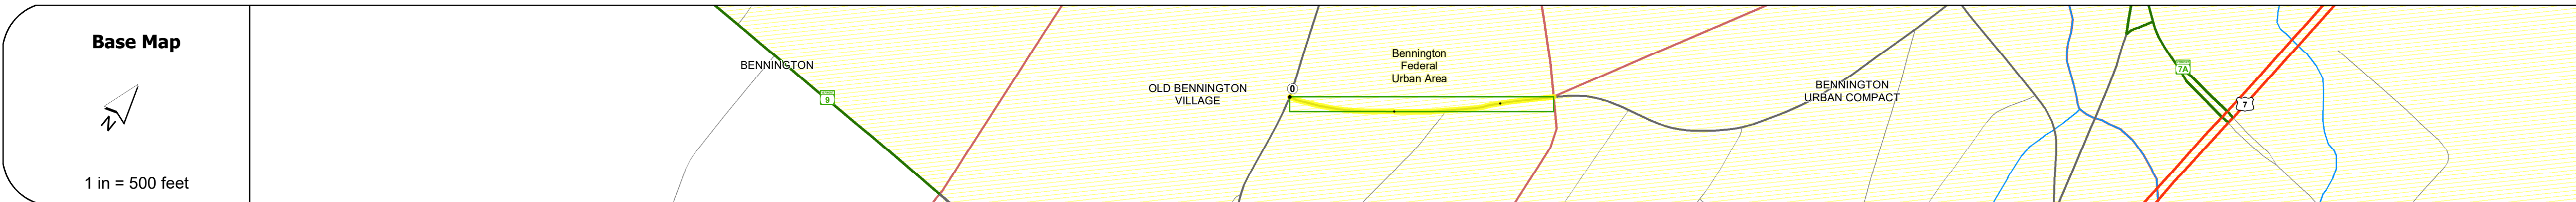 Base Map
N
1 in = 500 feet
BENNINGTON
9
OLD BENNINGTON
VILLAGE
0
Bennington
Federal
Urban Area
BENNINGTON
URBAN COMPACT
7A
7